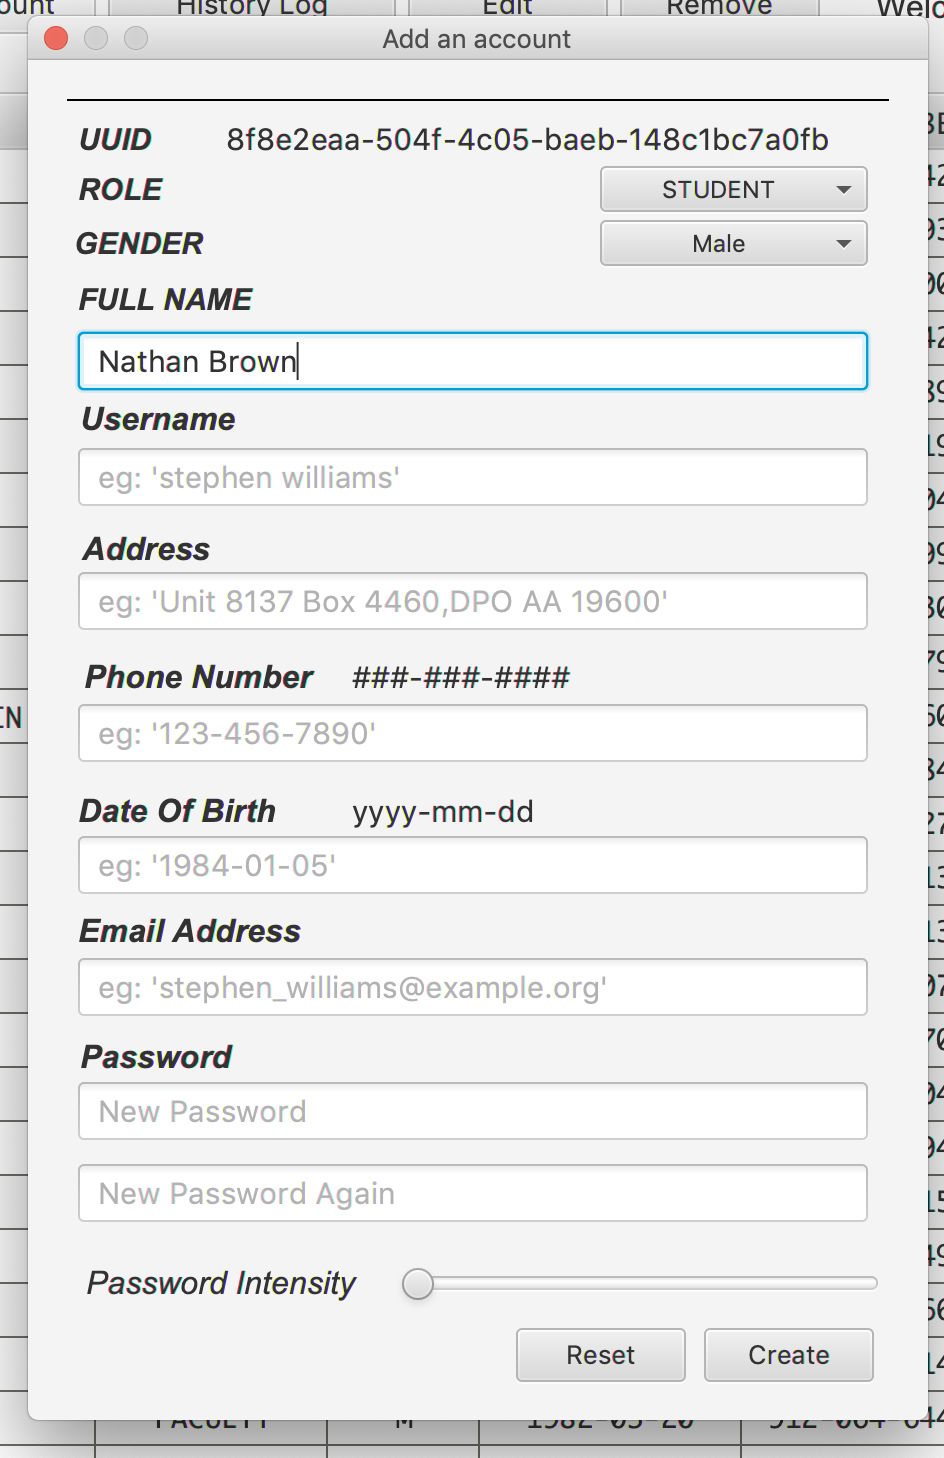 History Log Edit Remove
Add an account
UUID 8f8e2eaa-504f-4c05-baeb-148c1bc7a0fb
ROLE STUDENT
GENDER Male
FULL NAME
Nathan Brown
Username
eg: 'stephen williams'
Address
eg: 'Unit 8137 Box 4460,DPO AA 19600'
Phone Number ###-###-####
eg: '123-456-7890'
Date Of Birth yyyy-mm-dd
eg: '1984-01-05'
Email Address
eg: 'stephen_williams@example.org'
Password
New Password
New Password Again
Password Intensity
Reset Create
FACULTY M